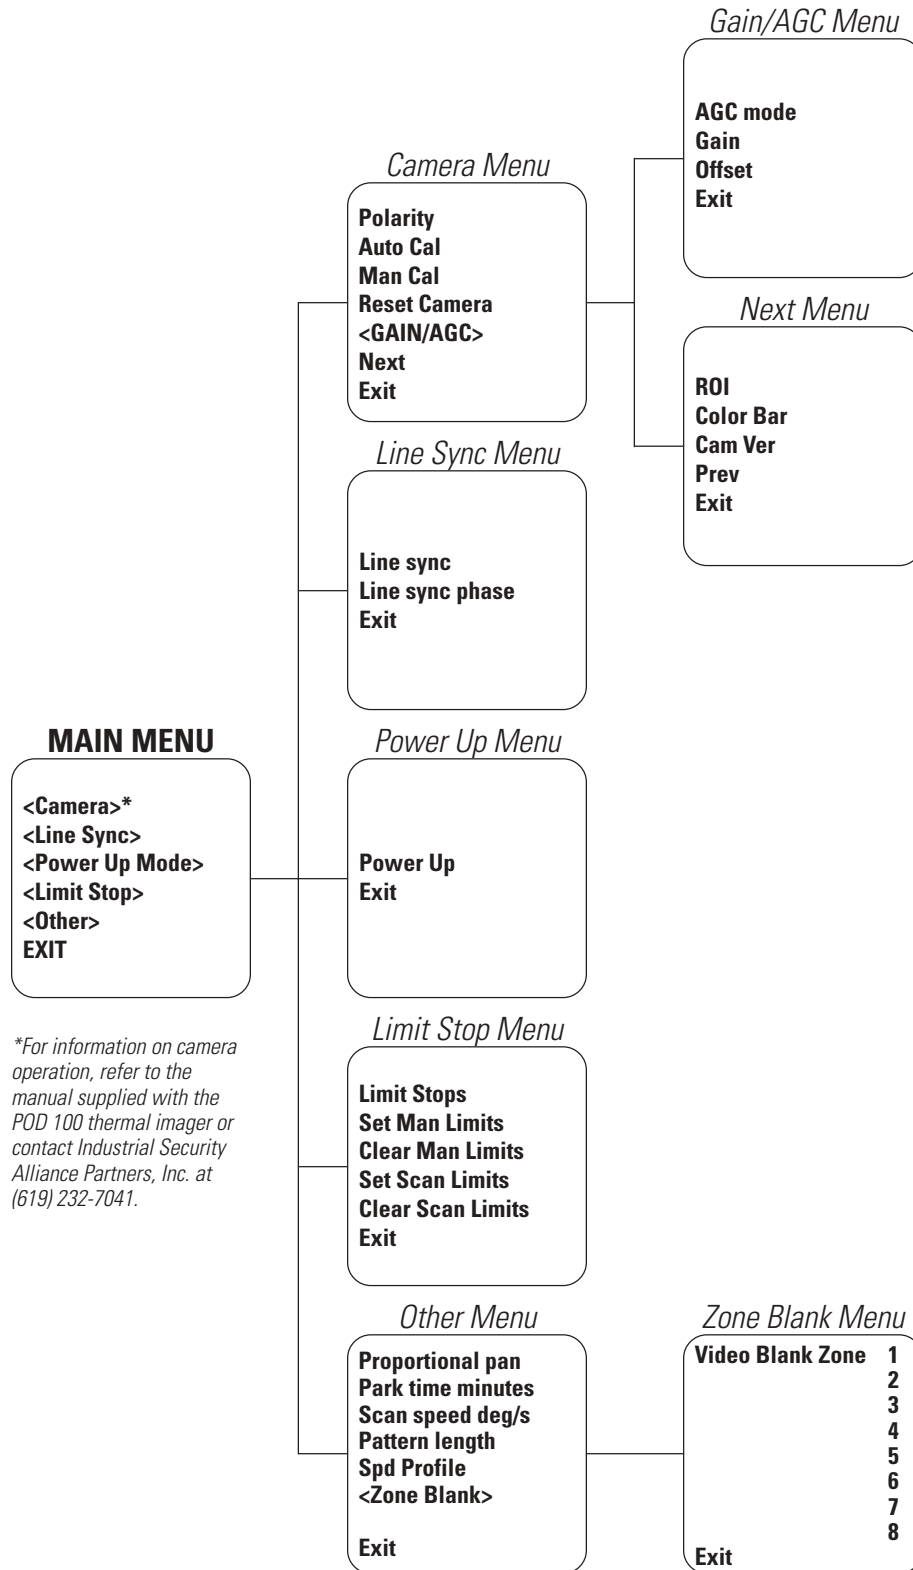 Gain/AGC Menu
AGC mode
Gain
Offset
Exit
Camera Menu
Polarity
Auto Cal
Man Cal
Reset Camera
<GAIN/AGC>
Next
Exit
Next Menu
ROI
Color Bar
Cam Ver
Prev
Exit
Line Sync Menu
Line sync
Line sync phase
Exit
MAIN MENU
<Camera>*
<Line Sync>
<Power Up Mode>
<Limit Stop>
<Other>
EXIT
*For information on camera
operation, refer to the
manual supplied with the
POD 100 thermal imager or
contact Industrial Security
Alliance Partners, Inc. at
(619) 232-7041.
Power Up Menu
Power Up
Exit
Limit Stop Menu
Limit Stops
Set Man Limits
Clear Man Limits
Set Scan Limits
Clear Scan Limits
Exit
Other Menu
Proportional pan
Park time minutes
Scan speed deg/s
Pattern length
Spd Profile
<Zone Blank>
Exit
Zone Blank Menu
Video Blank Zone 1
2
3
4
5
6
7
8
Exit